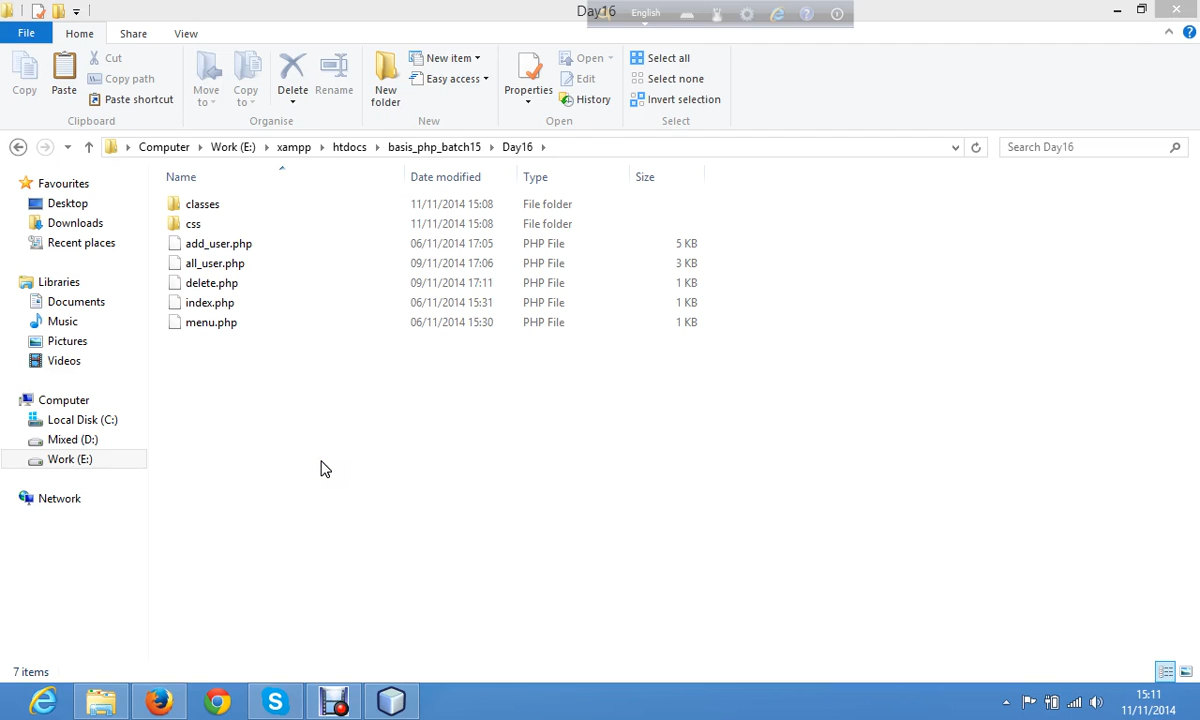 Day16
English
File Home Share View
Copy
Paste
Cut
Copy path
Paste shortcut
Clipboard
Move to
Copy to
Delete
Rename
Organise
New folder
New item
Easy access
New
Properties
Open
Edit
History
Open
Select all
Select none
Invert selection
Select
Computer Work (E:) xampp htdocs basis_php_batch15 Day16
Search Day16
Favourites
Desktop
Downloads
Recent places
Libraries
Documents
Music
Pictures
Videos
Computer
Local Disk (C:)
Mixed (D:)
Work (E:)
Network
Name Date modified Type Size
classes 11/11/2014 15:08 File folder
css 11/11/2014 15:08 File folder
add_user.php 06/11/2014 17:05 PHP File 5 KB
all_user.php 09/11/2014 17:06 PHP File 3 KB
delete.php 09/11/2014 17:11 PHP File 1 KB
index.php 06/11/2014 15:31 PHP File 1 KB
menu.php 06/11/2014 15:30 PHP File 1 KB
7 items
15:11
11/11/2014